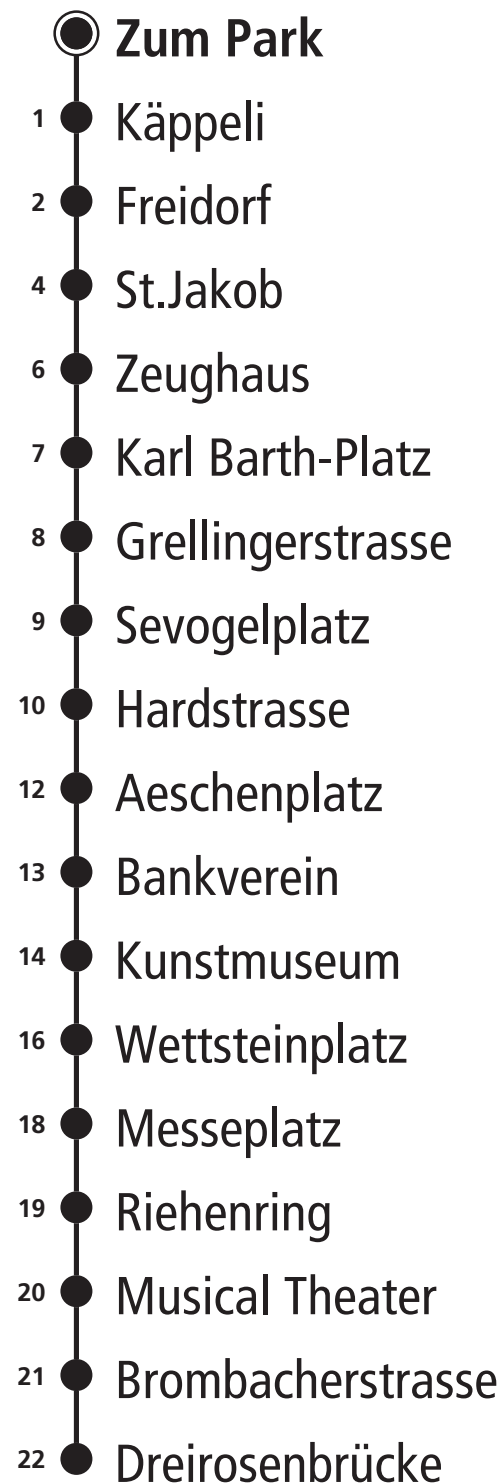 Zum Park
1 Käppeli
2 Freidorf
4 St.Jakob
6 Zeughaus
7 Karl Barth-Platz
8 Grellingerstrasse
9 Sevogelplatz
10 Hardstrasse
12 Aeschenplatz
13 Bankverein
14 Kunstmuseum
16 Wettsteinplatz
18 Messeplatz
19 Riehenring
20 Musical Theater
21 Brombacherstrasse
22 Dreirosenbrücke